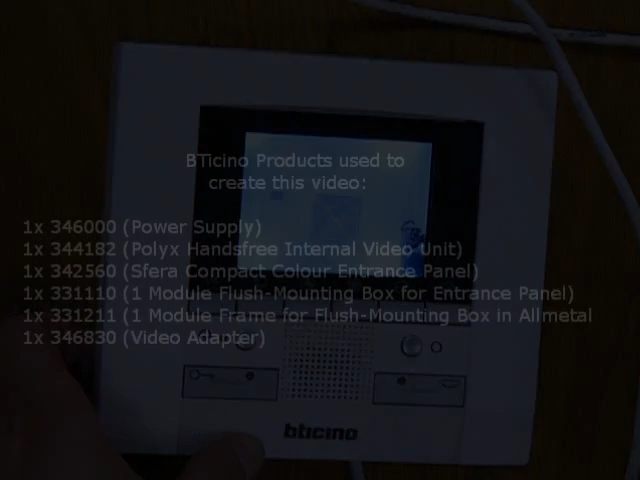 BTicino Products used to
create this video:
1x 346000 (Power Supply)
1x 344182 (Polyx Handsfree Internal Video Unit)
1x 342560 (Sfera Compact Colour Entrance Panel)
1x 331110 (1 Module Flush-Mounting Box for Entrance Panel)
1x 331211 (1 Module Frame for Flush-Mounting Box in Allmetal
1x 346830 (Video Adapter)
bticino